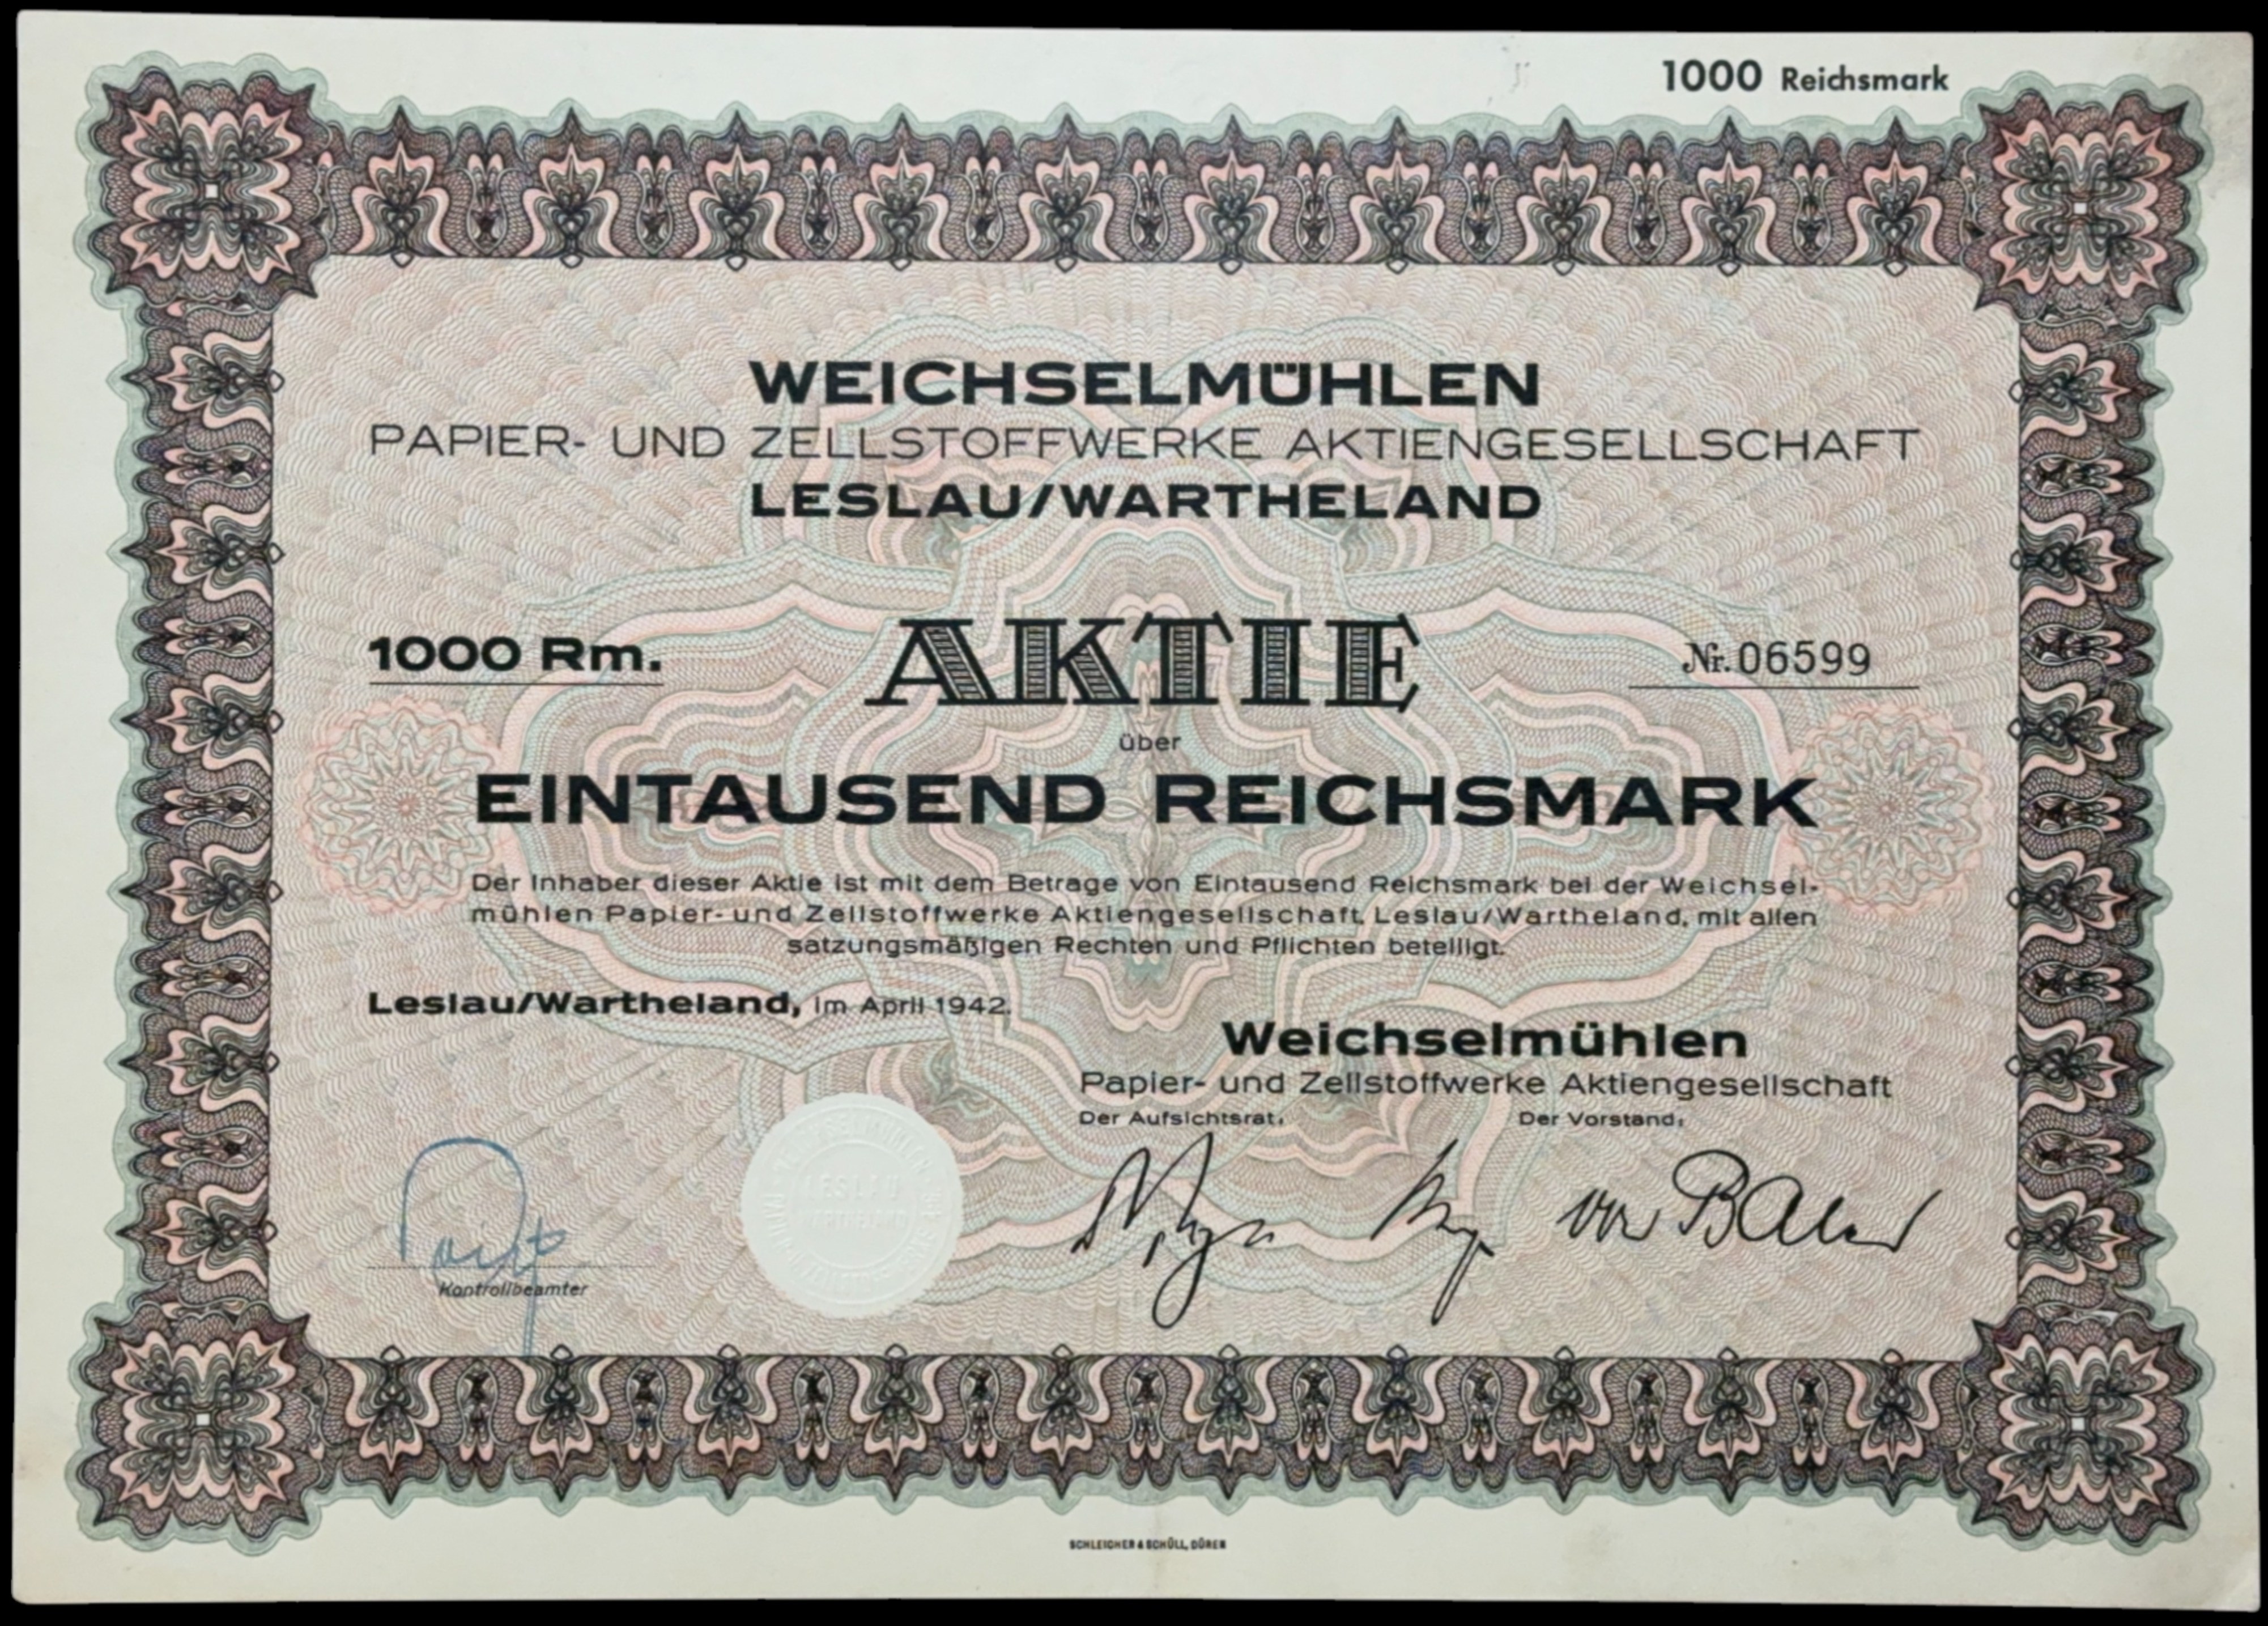 1000 Reichsmark
WEICHSELMÜHLEN
PAPIER- UND ZELLSTOFFWERKE AKTIENGESELLSCHAFT
LESLAU/WARTHELAND
1000 Rm. AKTIE Nr. 06599
über
EINTAUSEND REICHSMARK
Der Inhaber dieser Aktie ist mit dem Betrage von Eintausend Reichsmark bei der Weichsel-
mühlen Papier- und Zellstoffwerke Aktiengesellschaft, Leslau/Wartheland, mit allen
satzungsmäßigen Rechten und Pflichten beteiligt.
Leslau/Wartheland, im April 1942.
Weichselmühlen
Papier- und Zellstoffwerke Aktiengesellschaft
Der Aufsichtsrat: Der Vorstand:
LESLAU
WARTHELAND
Kontrollbeamter
SCHLEICHER & SCHÜLL, DÜREN